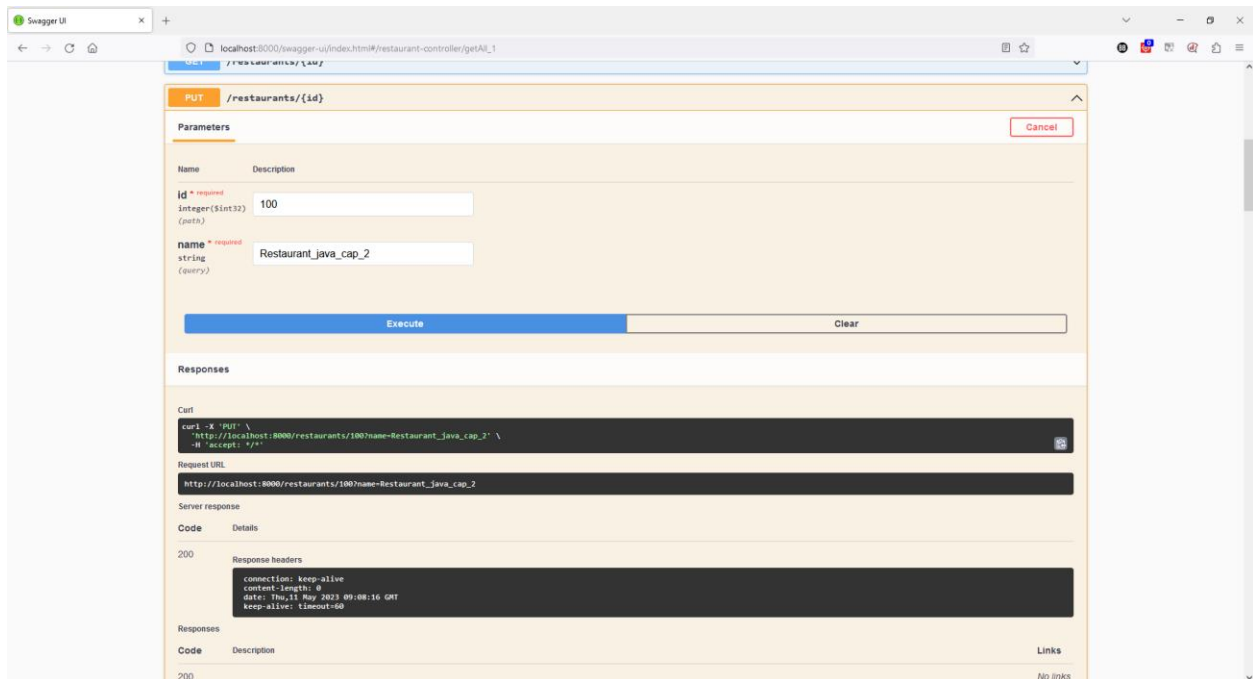 Swagger UI
localhost:8000/swagger-ui/index.html#/restaurant-controller/getAll_1
GET /restaurants/{id}
PUT /restaurants/{id}
Parameters
Cancel
Name Description
id * required
integer($int32)
(path)
100
name * required
string
(query)
Restaurant_java_cap_2
Execute Clear
Responses
Curl
curl -X 'PUT' \
'http://localhost:8000/restaurants/100?name=Restaurant_java_cap_2' \
-H 'accept: */*'
Request URL
http://localhost:8000/restaurants/100?name=Restaurant_java_cap_2
Server response
Code Details
200
Response headers
connection: keep-alive
content-length: 0
date: Thu,11 May 2023 09:08:16 GMT
keep-alive: timeout=60
Responses
Code Description Links
200 No links